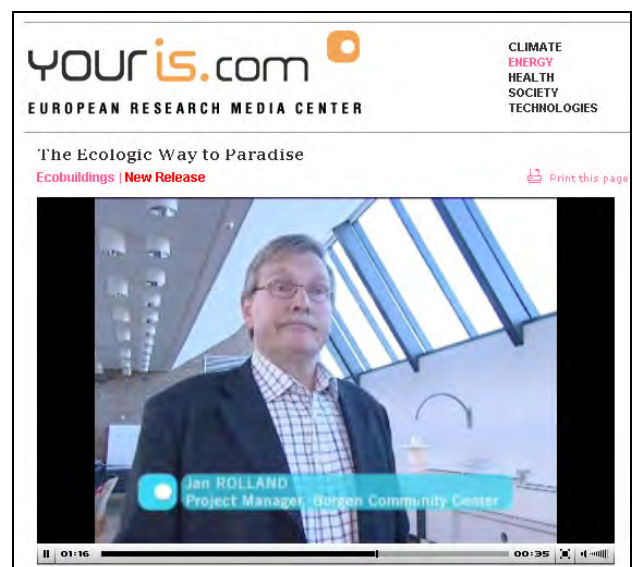 youris.com
EUROPEAN RESEARCH MEDIA CENTER
CLIMATE
ENERGY
HEALTH
SOCIETY
TECHNOLOGIES
The Ecologic Way to Paradise
Ecobuildings | New Release
Print this page
Jan ROLLAND
Project Manager, Borgen Community Center
01:16
00:35